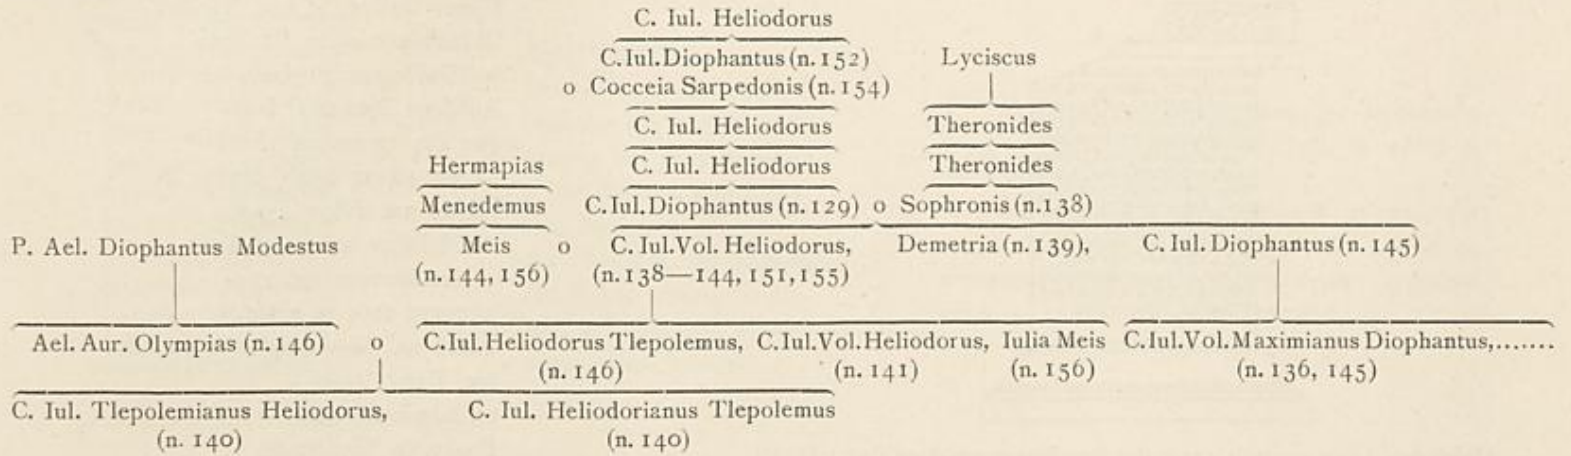 C. Iul. Heliodorus
C. Iul. Diophantus (n. 152) Lyciscus
o Cocceia Sarpedonis (n. 154)
C. Iul. Heliodorus Theronides
Hermapias C. Iul. Heliodorus Theronides
Menedemus C. Iul. Diophantus (n. 129) o Sophronis (n. 138)
P. Ael. Diophantus Modestus Meis o C. Iul. Vol. Heliodorus, Demetria (n. 139), C. Iul. Diophantus (n. 145)
(n. 144, 156) (n. 138—144, 151, 155)
Ael. Aur. Olympias (n. 146) o C. Iul. Heliodorus Tlepolemus, C. Iul. Vol. Heliodorus, Iulia Meis C. Iul. Vol. Maximianus Diophantus,.......
(n. 146) (n. 141) (n. 156) (n. 136, 145)
C. Iul. Tlepolemianus Heliodorus, C. Iul. Heliodorianus Tlepolemus
(n. 140) (n. 140)